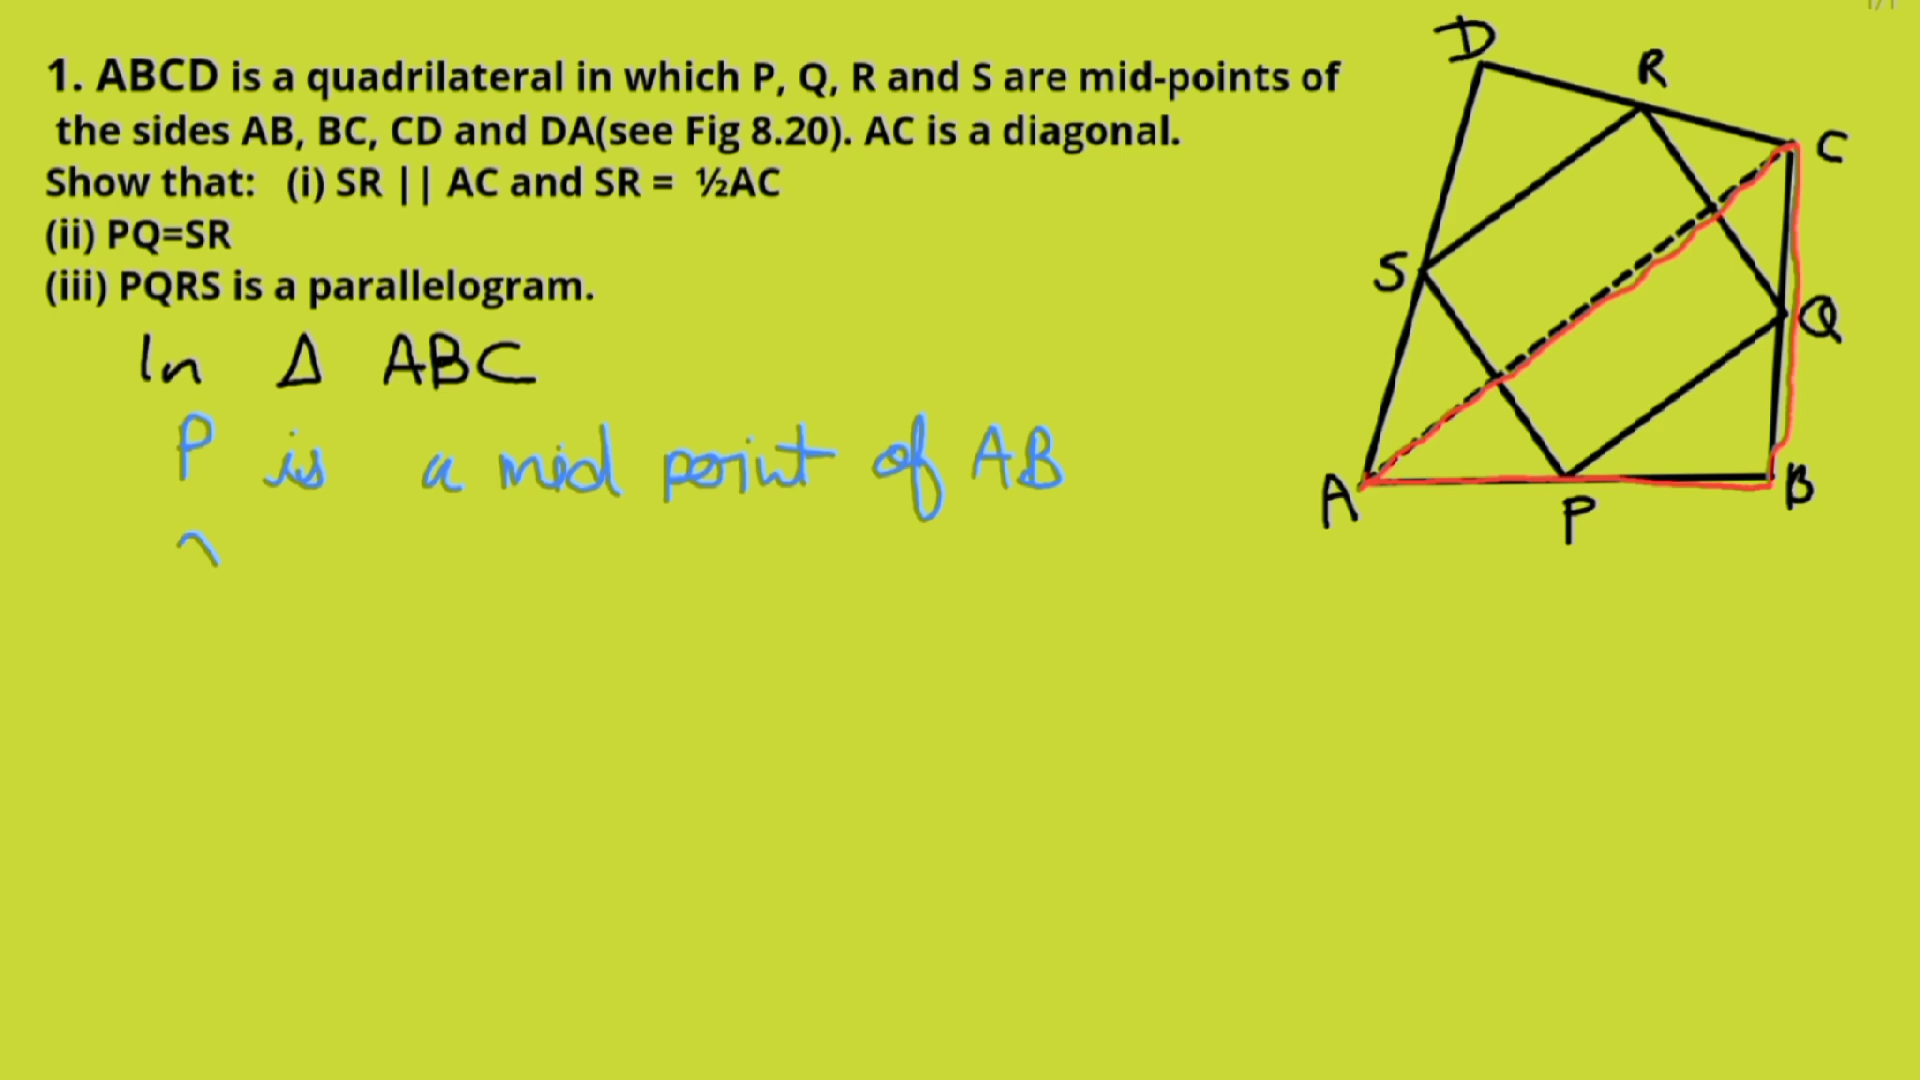 1. ABCD is a quadrilateral in which P, Q, R and S are mid-points of
the sides AB, BC, CD and DA(see Fig 8.20). AC is a diagonal.
Show that: (i) SR || AC and SR = ½AC
(ii) PQ=SR
(iii) PQRS is a parallelogram.
In Δ ABC
P is a mid point of AB
D
R
C
S
Q
A
P
B